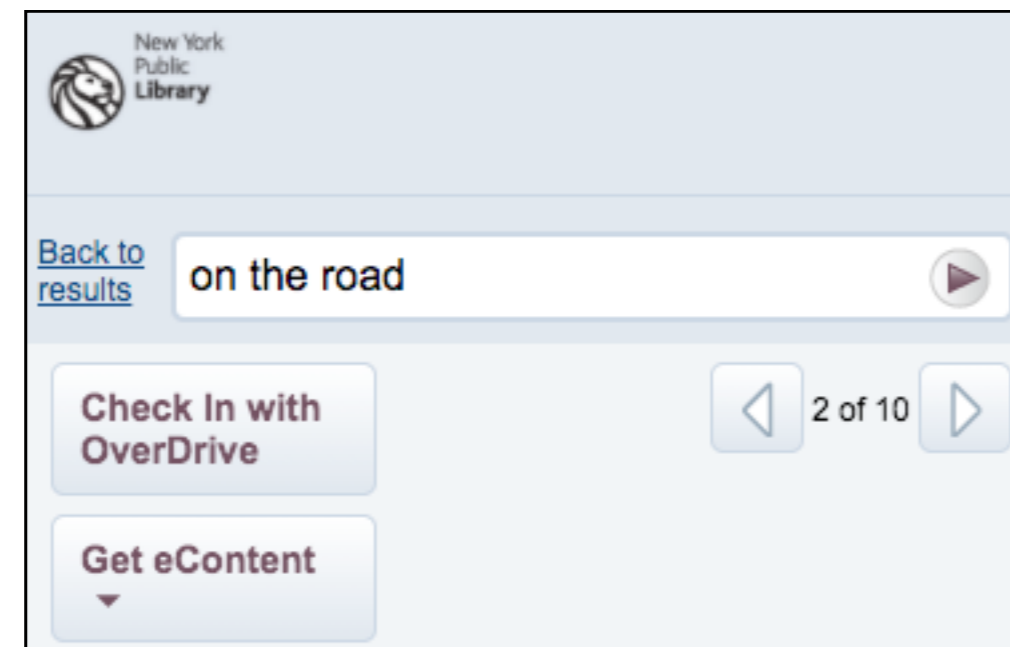 New York
Public
Library
Back to
results
on the road
Check In with
OverDrive
2 of 10
Get eContent